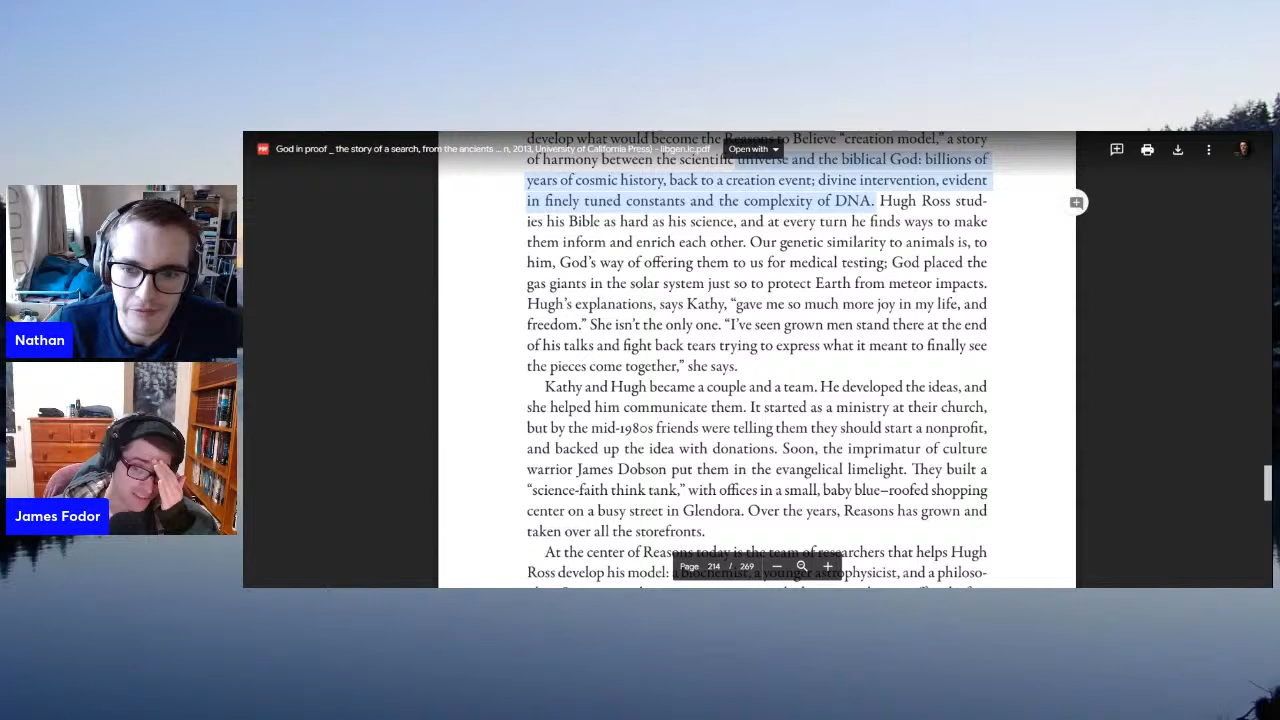 develop what would become the Reasons to Believe “creation model,” a story
God in proof _ the story of a search, from the ancients ... n, 2013, University of California Press) - libgen.lc.pdf
Open with
of harmony between the scientific universe and the biblical God: billions of
years of cosmic history, back to a creation event; divine intervention, evident
in finely tuned constants and the complexity of DNA. Hugh Ross stud-
ies his Bible as hard as his science, and at every turn he finds ways to make
them inform and enrich each other. Our genetic similarity to animals is, to
him, God’s way of offering them to us for medical testing; God placed the
gas giants in the solar system just so to protect Earth from meteor impacts.
Hugh’s explanations, says Kathy, “gave me so much more joy in my life, and
freedom.” She isn’t the only one. “I’ve seen grown men stand there at the end
of his talks and fight back tears trying to express what it meant to finally see
the pieces come together,” she says.
Kathy and Hugh became a couple and a team. He developed the ideas, and
she helped him communicate them. It started as a ministry at their church,
but by the mid-1980s friends were telling them they should start a nonprofit,
and backed up the idea with donations. Soon, the imprimatur of culture
warrior James Dobson put them in the evangelical limelight. They built a
“science-faith think tank,” with offices in a small, baby blue–roofed shopping
center on a busy street in Glendora. Over the years, Reasons has grown and
taken over all the storefronts.
At the center of Reasons today is the team of researchers that helps Hugh
Ross develop his model: a biochemist, a younger astrophysicist, and a philoso-
Page 214 / 269
Nathan
James Fodor